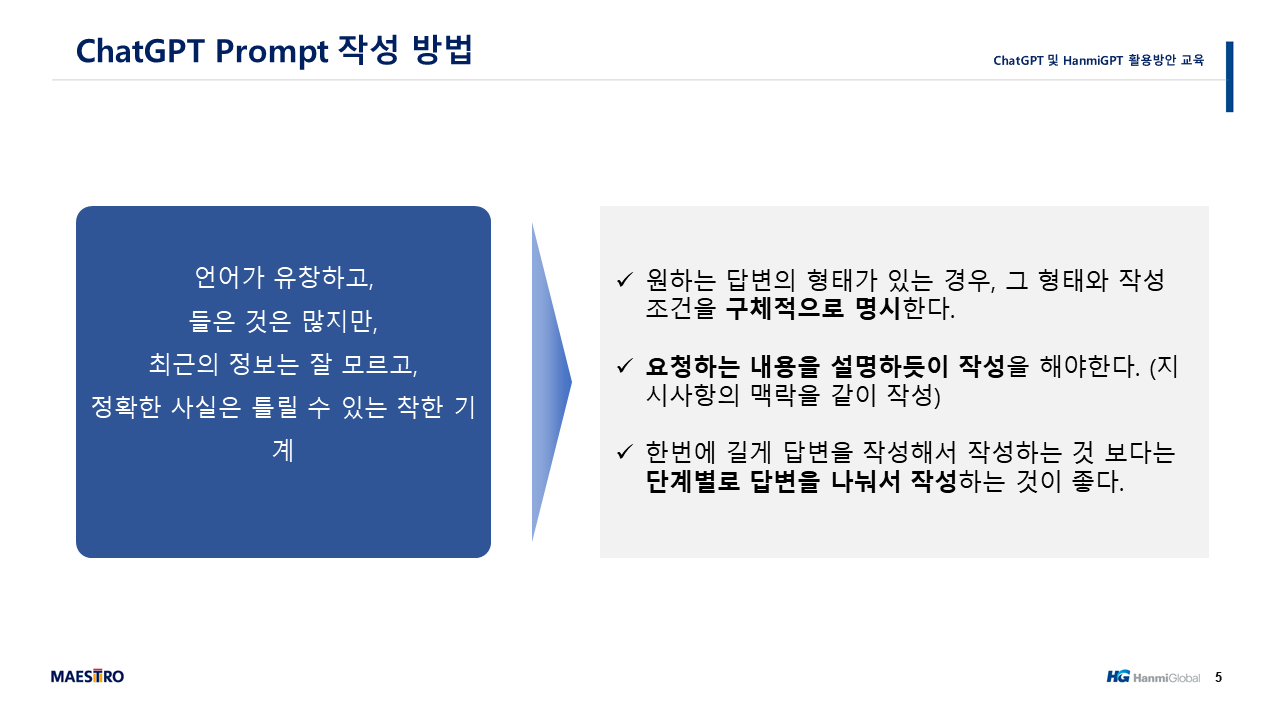 ChatGPT Prompt 작성 방법
ChatGPT 및 HanmiGPT 활용방안 교육
언어가 유창하고,
들은 것은 많지만,
최근의 정보는 잘 모르고,
정확한 사실은 틀릴 수 있는 착한 기
계
✓ 원하는 답변의 형태가 있는 경우, 그 형태와 작성
조건을 구체적으로 명시한다.
✓ 요청하는 내용을 설명하듯이 작성을 해야한다. (지
시사항의 맥락을 같이 작성)
✓ 한번에 길게 답변을 작성해서 작성하는 것 보다는
단계별로 답변을 나눠서 작성하는 것이 좋다.
MAESTRO
HG HanmiGlobal 5